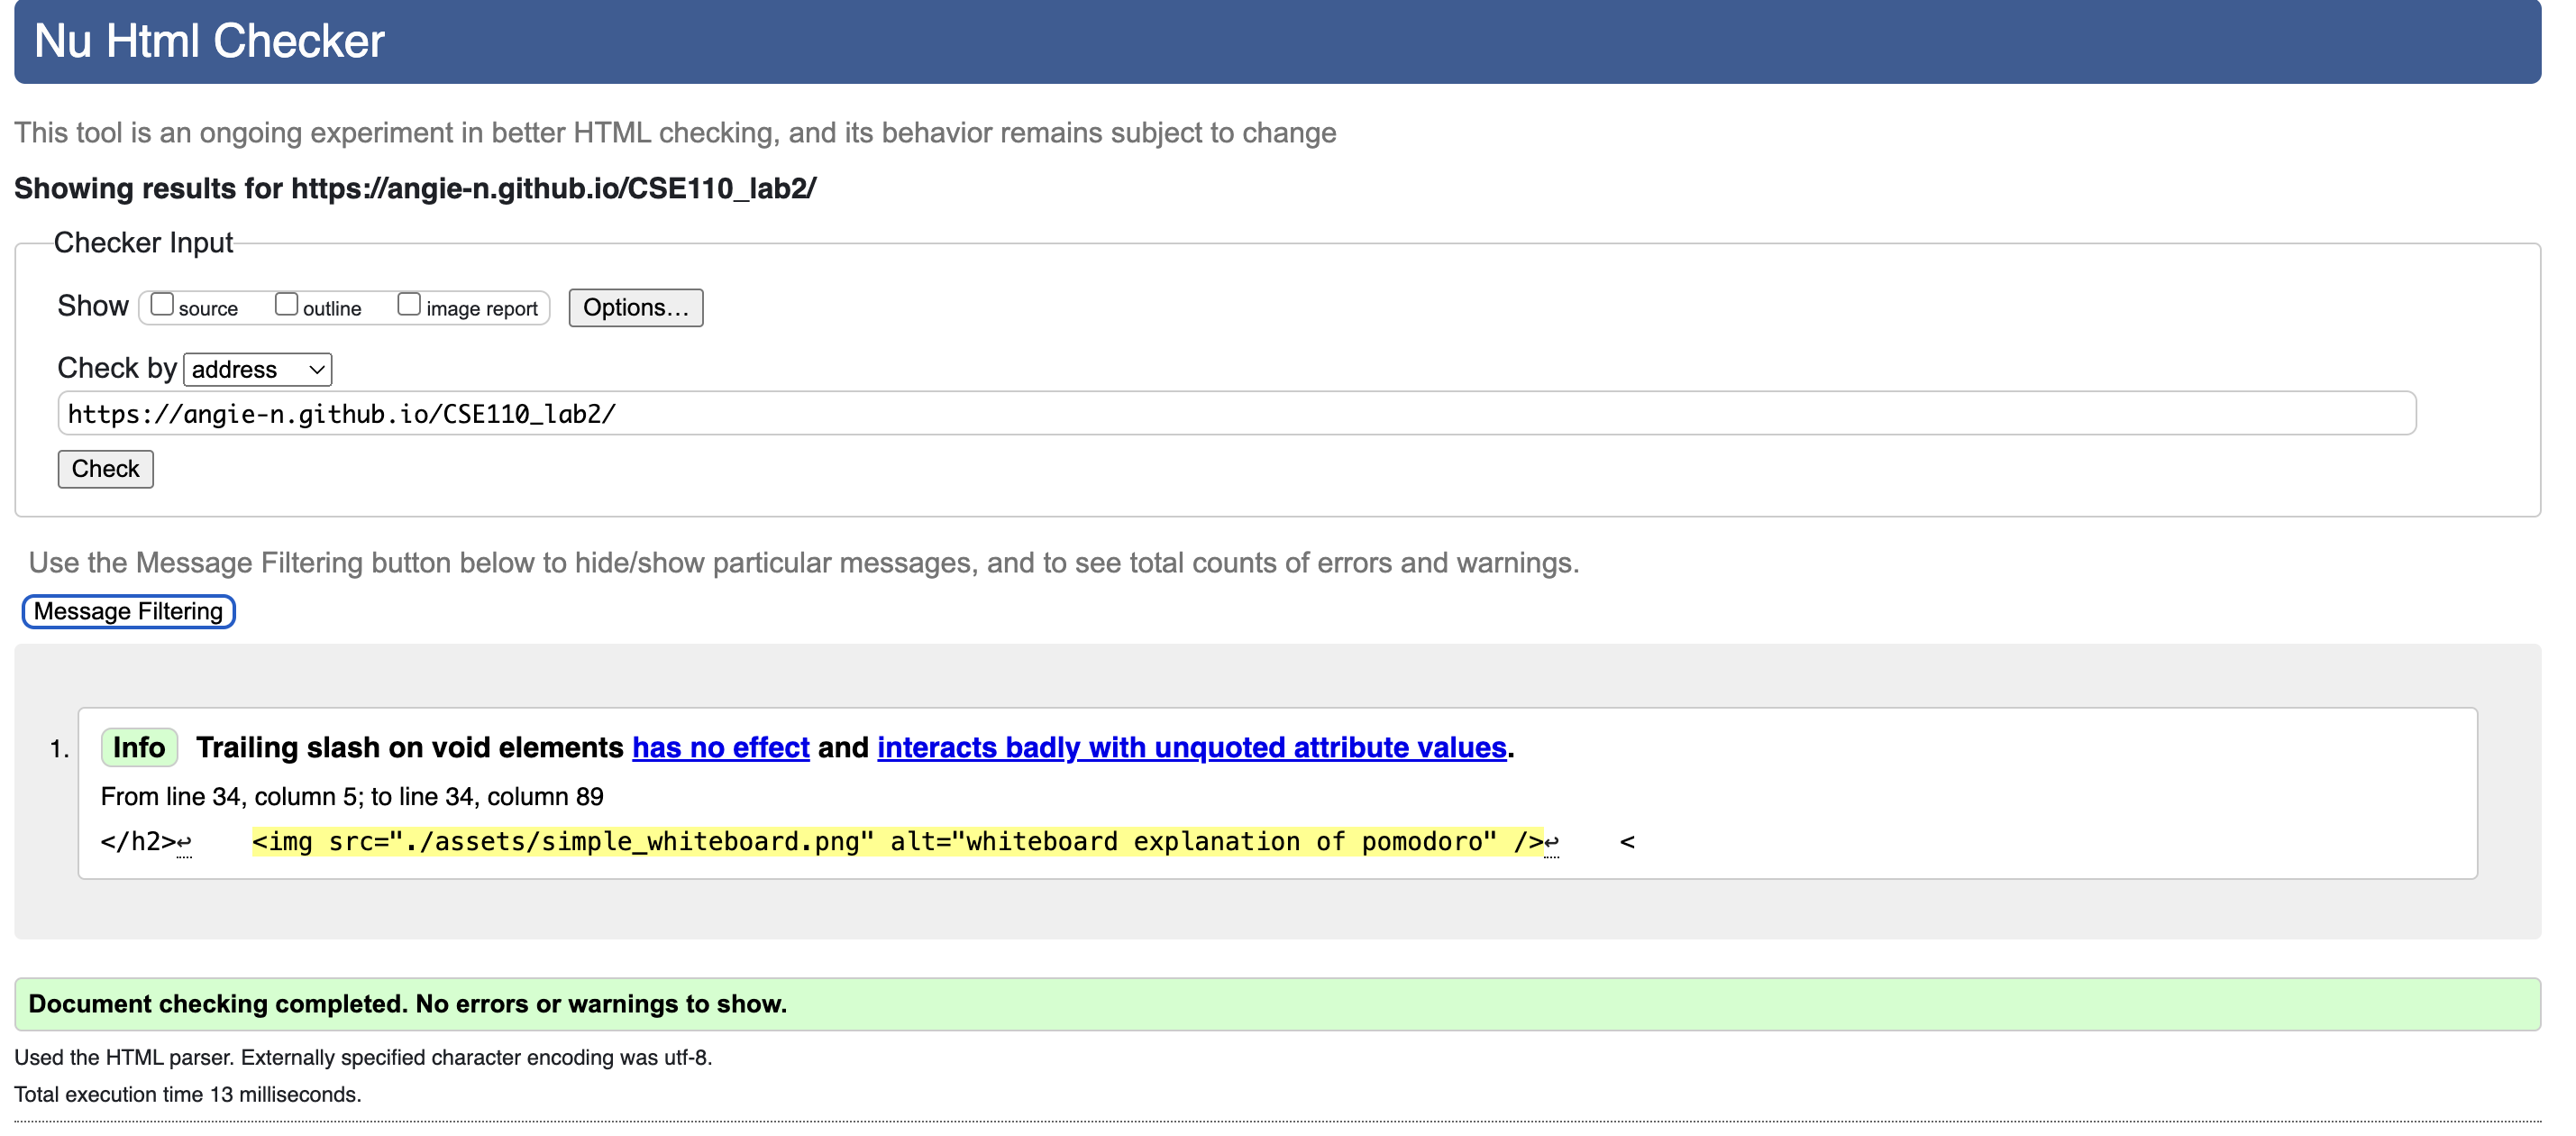 Nu Html Checker
This tool is an ongoing experiment in better HTML checking, and its behavior remains subject to change
Showing results for https://angie-n.github.io/CSE110_lab2/
Checker Input
Show source outline image report Options...
Check by address
https://angie-n.github.io/CSE110_lab2/
Check
Use the Message Filtering button below to hide/show particular messages, and to see total counts of errors and warnings.
Message Filtering
1. Info Trailing slash on void elements has no effect and interacts badly with unquoted attribute values.
From line 34, column 5; to line 34, column 89
</h2>↩ <img src="./assets/simple_whiteboard.png" alt="whiteboard explanation of pomodoro" />↩ <
Document checking completed. No errors or warnings to show.
Used the HTML parser. Externally specified character encoding was utf-8.
Total execution time 13 milliseconds.